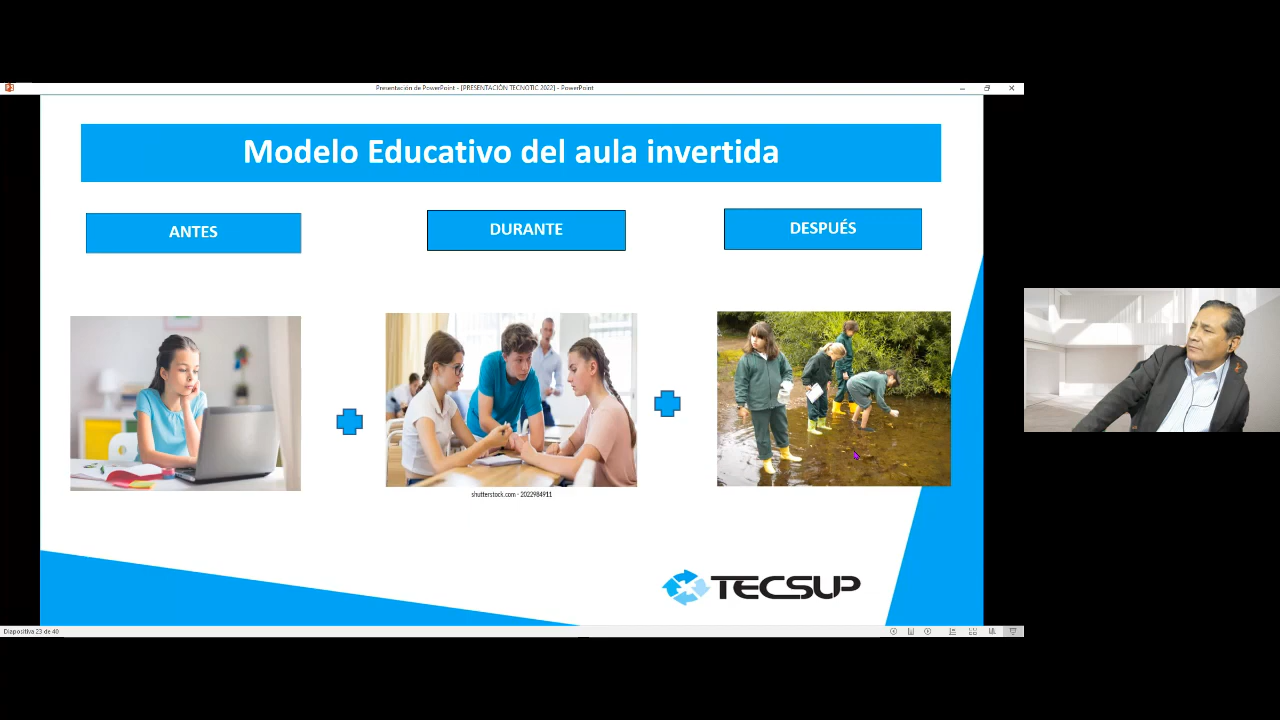 Presentación de PowerPoint - [PRESENTACIÓN TECNOTIC 2022] - PowerPoint
Modelo Educativo del aula invertida
ANTES
DURANTE
DESPUÉS
shutterstock.com · 2022984911
TECSUP
Diapositiva 23 de 40